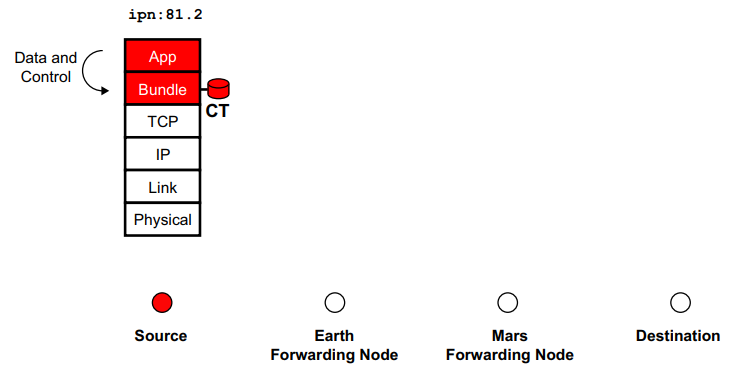 ipn:81.2
Data and
Control
App
Bundle
CT
TCP
IP
Link
Physical
Source
Earth
Forwarding Node
Mars
Forwarding Node
Destination